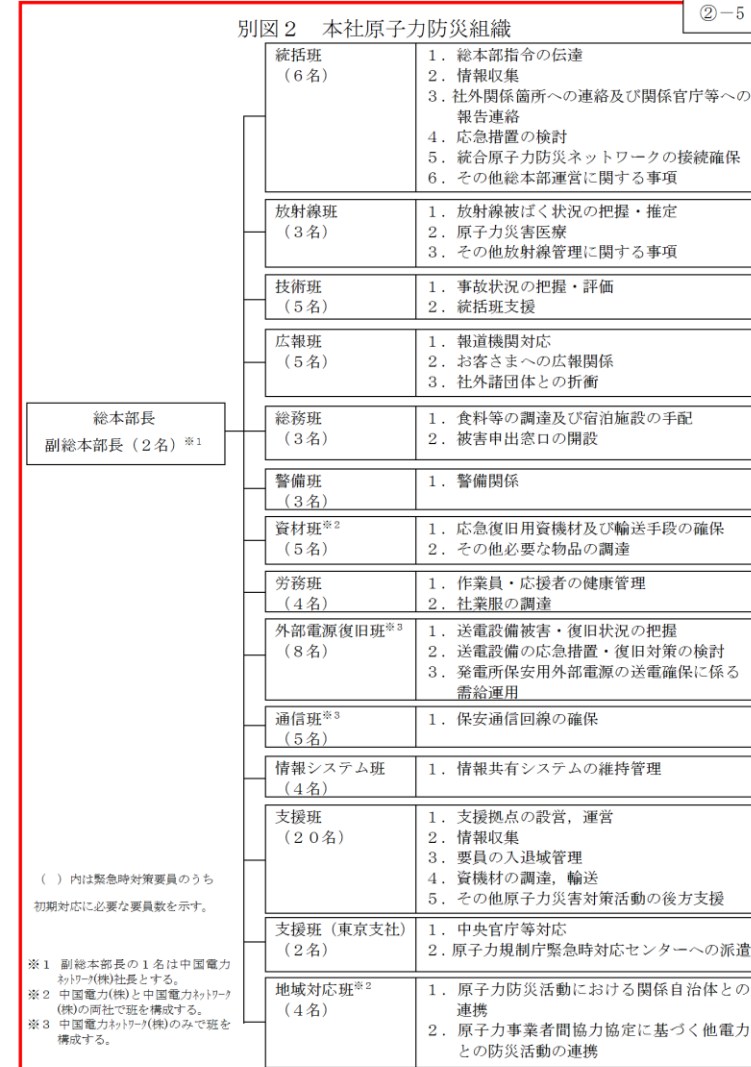 ②－5
別図２　本社原子力防災組織
総本部長
副総本部長（２名）※１
統括班
（６名）
１．総本部指令の伝達
２．情報収集
３．社外関係箇所への連絡及び関係官庁等への
報告連絡
４．応急措置の検討
５．統合原子力防災ネットワークの接続確保
６．その他総本部運営に関する事項
放射線班
（３名）
１．放射線被ばく状況の把握・推定
２．原子力災害医療
３．その他放射線管理に関する事項
技術班
（５名）
１．事故状況の把握・評価
２．統括班支援
広報班
（５名）
１．報道機関対応
２．お客さまへの広報関係
３．社外諸団体との折衝
総務班
（３名）
１．食料等の調達及び宿泊施設の手配
２．被害申出窓口の開設
警備班
（３名）
１．警備関係
資材班※２
（５名）
１．応急復旧用資機材及び輸送手段の確保
２．その他必要な物品の調達
労務班
（４名）
１．作業員・応援者の健康管理
２．社業服の調達
外部電源復旧班※３
（８名）
１．送電設備被害・復旧状況の把握
２．送電設備の応急措置・復旧対策の検討
３．発電所保安用外部電源の送電確保に係る
需給運用
通信班※３
（５名）
１．保安通信回線の確保
情報システム班
（４名）
１．情報共有システムの維持管理
支援班
（２０名）
１．支援拠点の設営，運営
２．情報収集
３．要員の入退域管理
４．資機材の調達，輸送
５．その他原子力災害対策活動の後方支援
支援班（東京支社）
（２名）
１．中央官庁等対応
２．原子力規制庁緊急時対応センターへの派遣
地域対応班※２
（４名）
１．原子力防災活動における関係自治体との
連携
２．原子力事業者間協力協定に基づく他電力
との防災活動の連携
（　）内は緊急時対策要員のうち
初期対応に必要な要員数を示す。
※１　副総本部長の１名は中国電力
ﾈｯﾄﾜｰｸ(株)社長とする。
※２　中国電力(株)と中国電力ﾈｯﾄﾜｰｸ
(株)の両社で班を構成する。
※３　中国電力ﾈｯﾄﾜｰｸ(株)のみで班を
構成する。